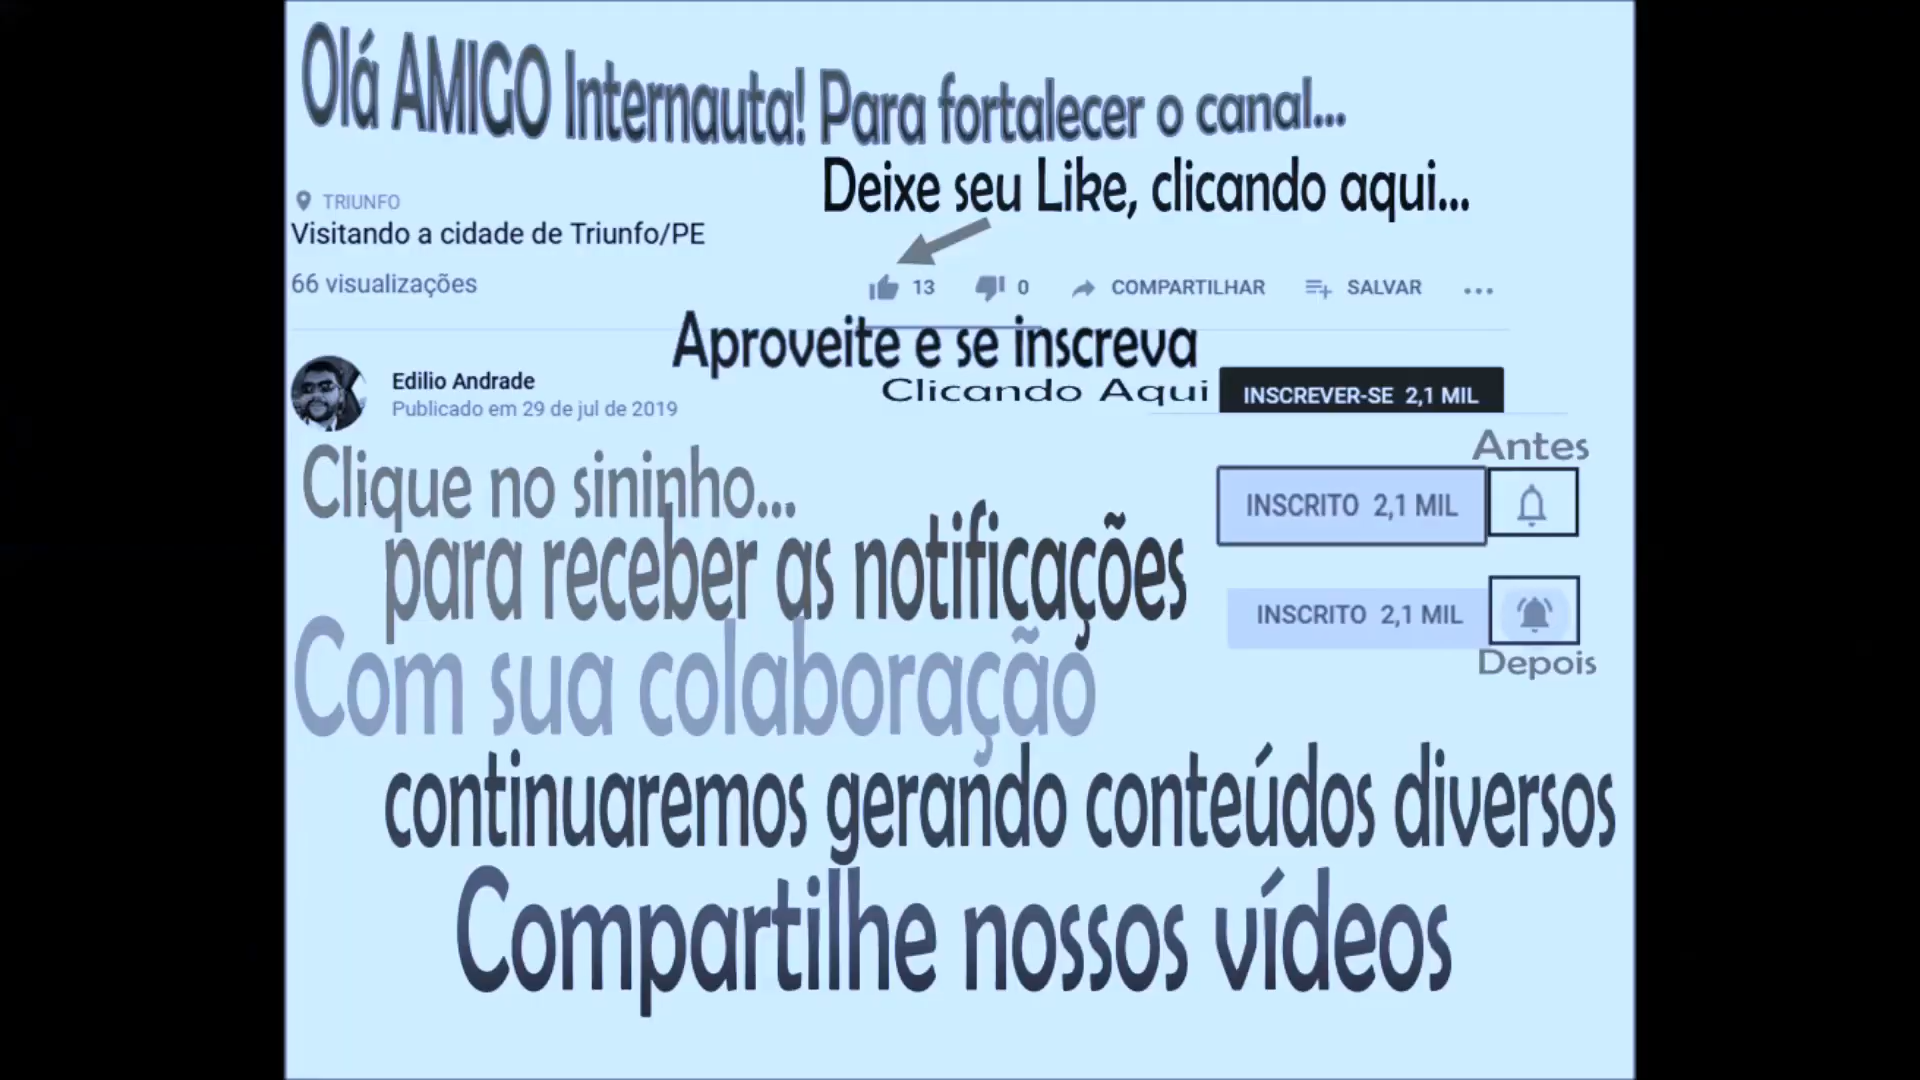 Olá AMIGO Internauta! Para fortalecer o canal...
Deixe seu Like, clicando aqui...
TRIUNFO
Visitando a cidade de Triunfo/PE
66 visualizações
13 0 COMPARTILHAR SALVAR ...
Aproveite e se inscreva
Clicando Aqui
INSCREVER-SE 2,1 MIL
Edilio Andrade
Publicado em 29 de jul de 2019
Antes
Clique no sininho...
INSCRITO 2,1 MIL
para receber as notificações
INSCRITO 2,1 MIL
Depois
Com sua colaboração
continuaremos gerando conteúdos diversos
Compartilhe nossos vídeos